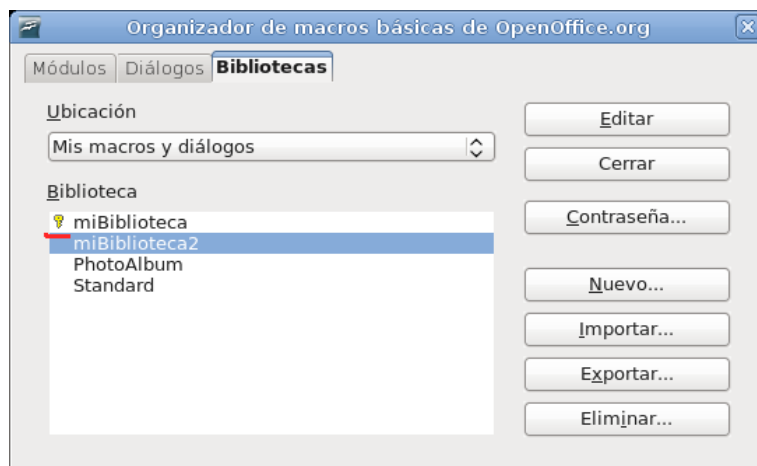 Organizador de macros básicas de OpenOffice.org
Módulos Diálogos Bibliotecas
Ubicación
Mis macros y diálogos
Biblioteca
miBiblioteca
miBiblioteca2
PhotoAlbum
Standard
Editar
Cerrar
Contraseña...
Nuevo...
Importar...
Exportar...
Eliminar...